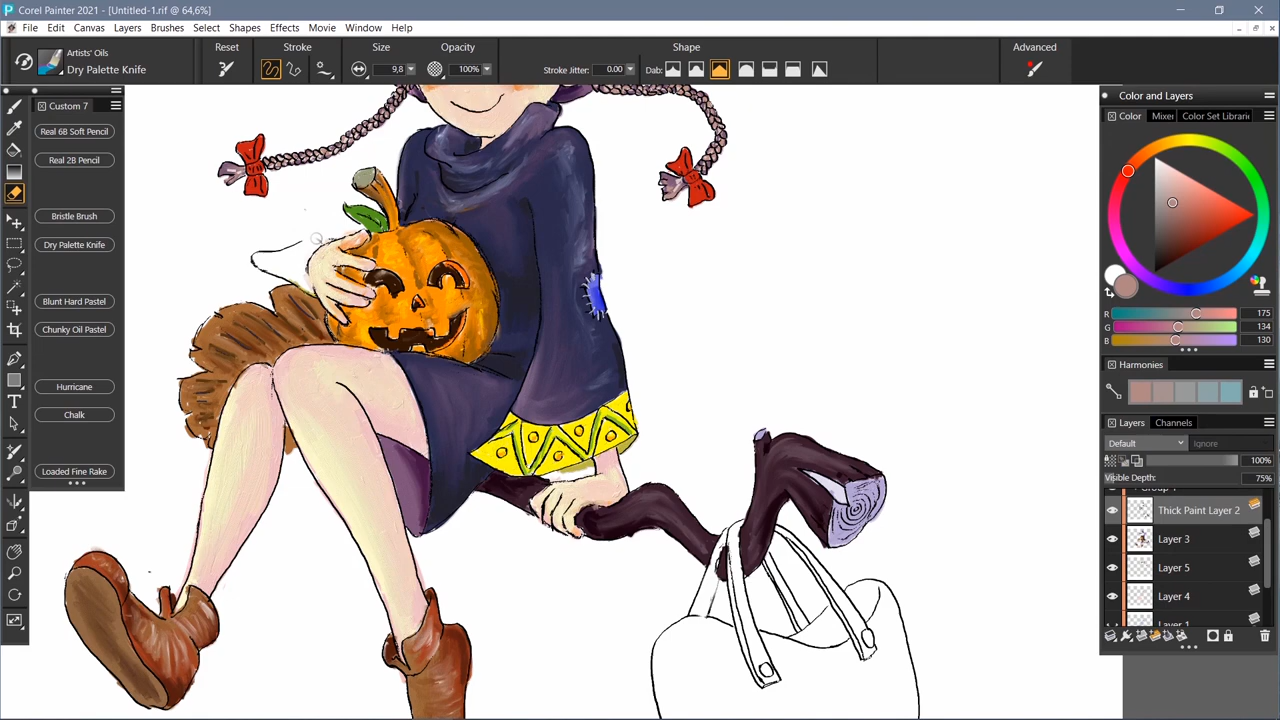 Corel Painter 2021 - [Untitled-1.rif @ 64,6%]
File Edit Canvas Layers Brushes Select Shapes Effects Movie Window Help
Artists' Oils
Dry Palette Knife
Reset
Stroke
Size
9,8
Opacity
100%
Shape
Stroke Jitter: 0.00
Dab:
Advanced
Custom 7
Real 6B Soft Pencil
Real 2B Pencil
Bristle Brush
Dry Palette Knife
Blunt Hard Pastel
Chunky Oil Pastel
Hurricane
Chalk
Loaded Fine Rake
Color and Layers
Color Mixer Color Set Librari
R 175
G 134
B 130
Harmonies
Layers Channels
Default Ignore
100%
Visible Depth: 75%
Thick Paint Layer 2
Layer 3
Layer 5
Layer 4
Layer 1